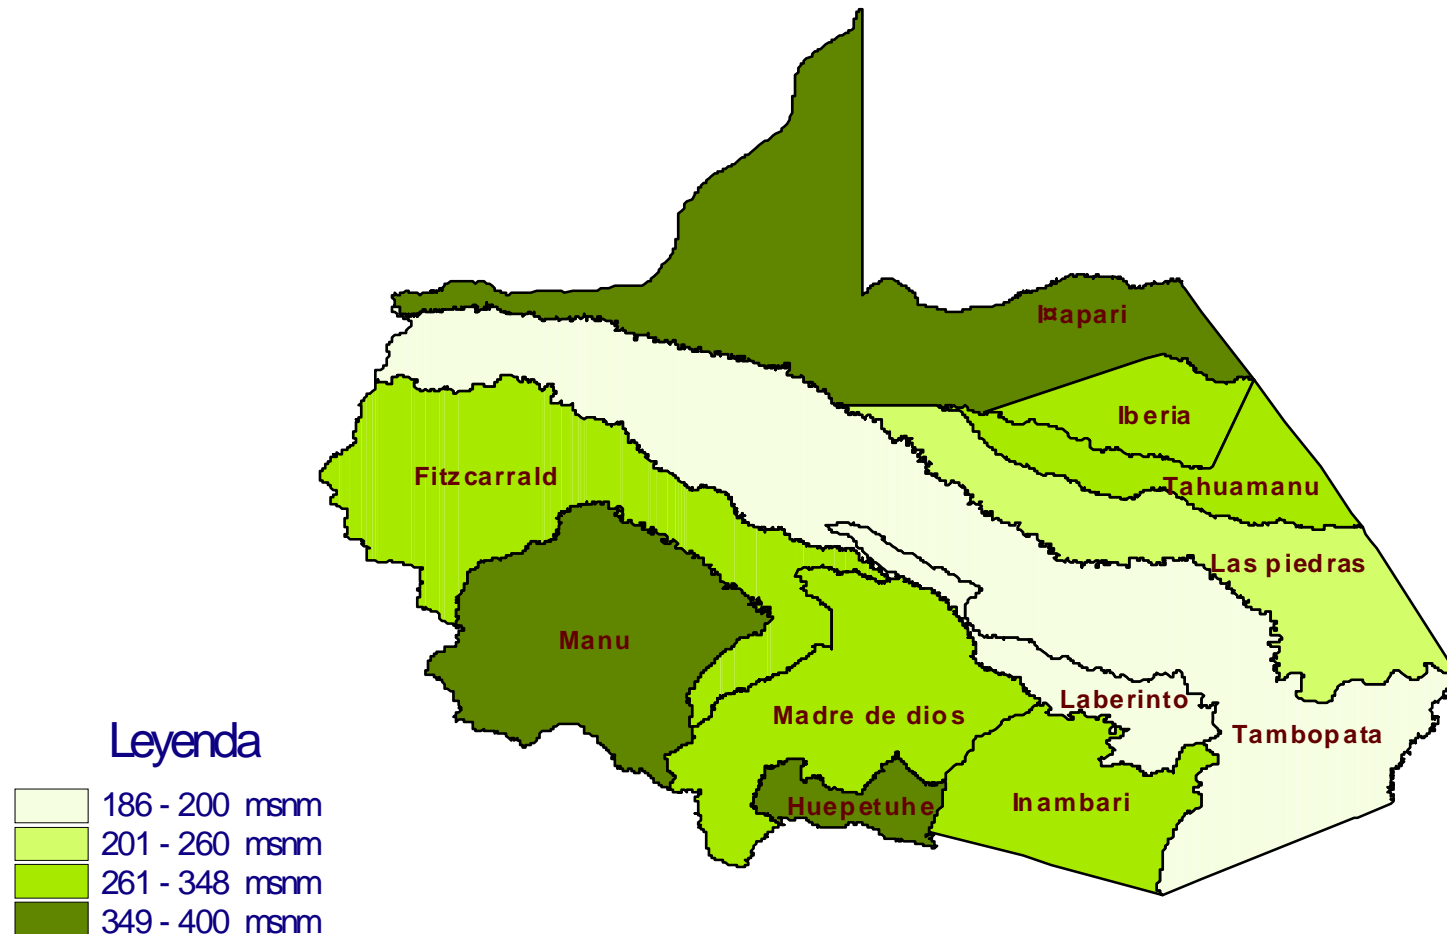 I¤apari
Iberia
Fitzcarrald
Tahuamanu
Las piedras
Manu
Laberinto
Madre de dios
Tambopata
Huepetuhe
Inambari
Leyenda
186 - 200 msnm
201 - 260 msnm
261 - 348 msnm
349 - 400 msnm